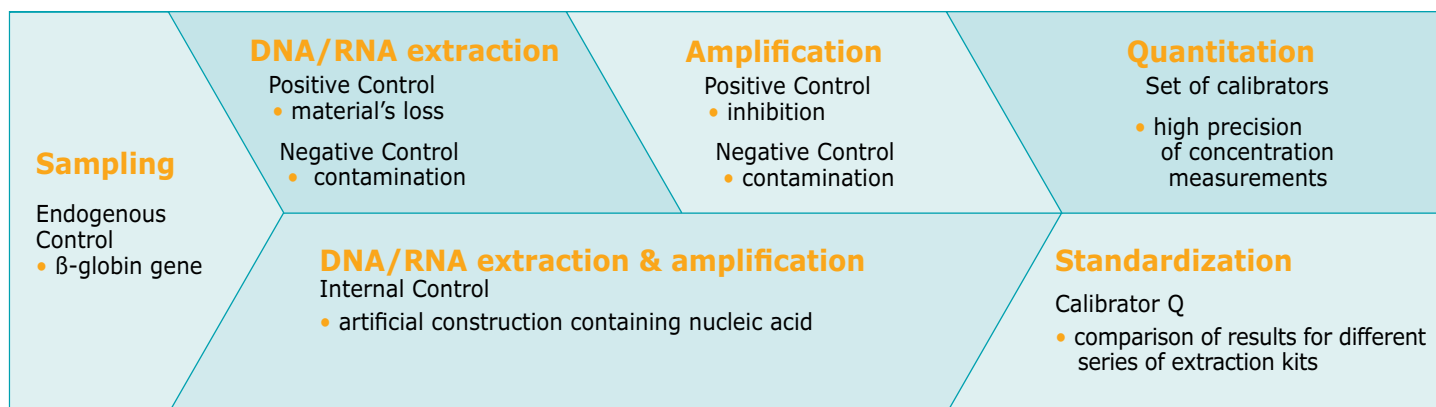 Sampling
Endogenous
Control
• ß-globin gene
DNA/RNA extraction
Positive Control
• material's loss
Negative Control
• contamination
Amplification
Positive Control
• inhibition
Negative Control
• contamination
Quantitation
Set of calibrators
• high precision
of concentration
measurements
DNA/RNA extraction & amplification
Internal Control
• artificial construction containing nucleic acid
Standardization
Calibrator Q
• comparison of results for different
series of extraction kits